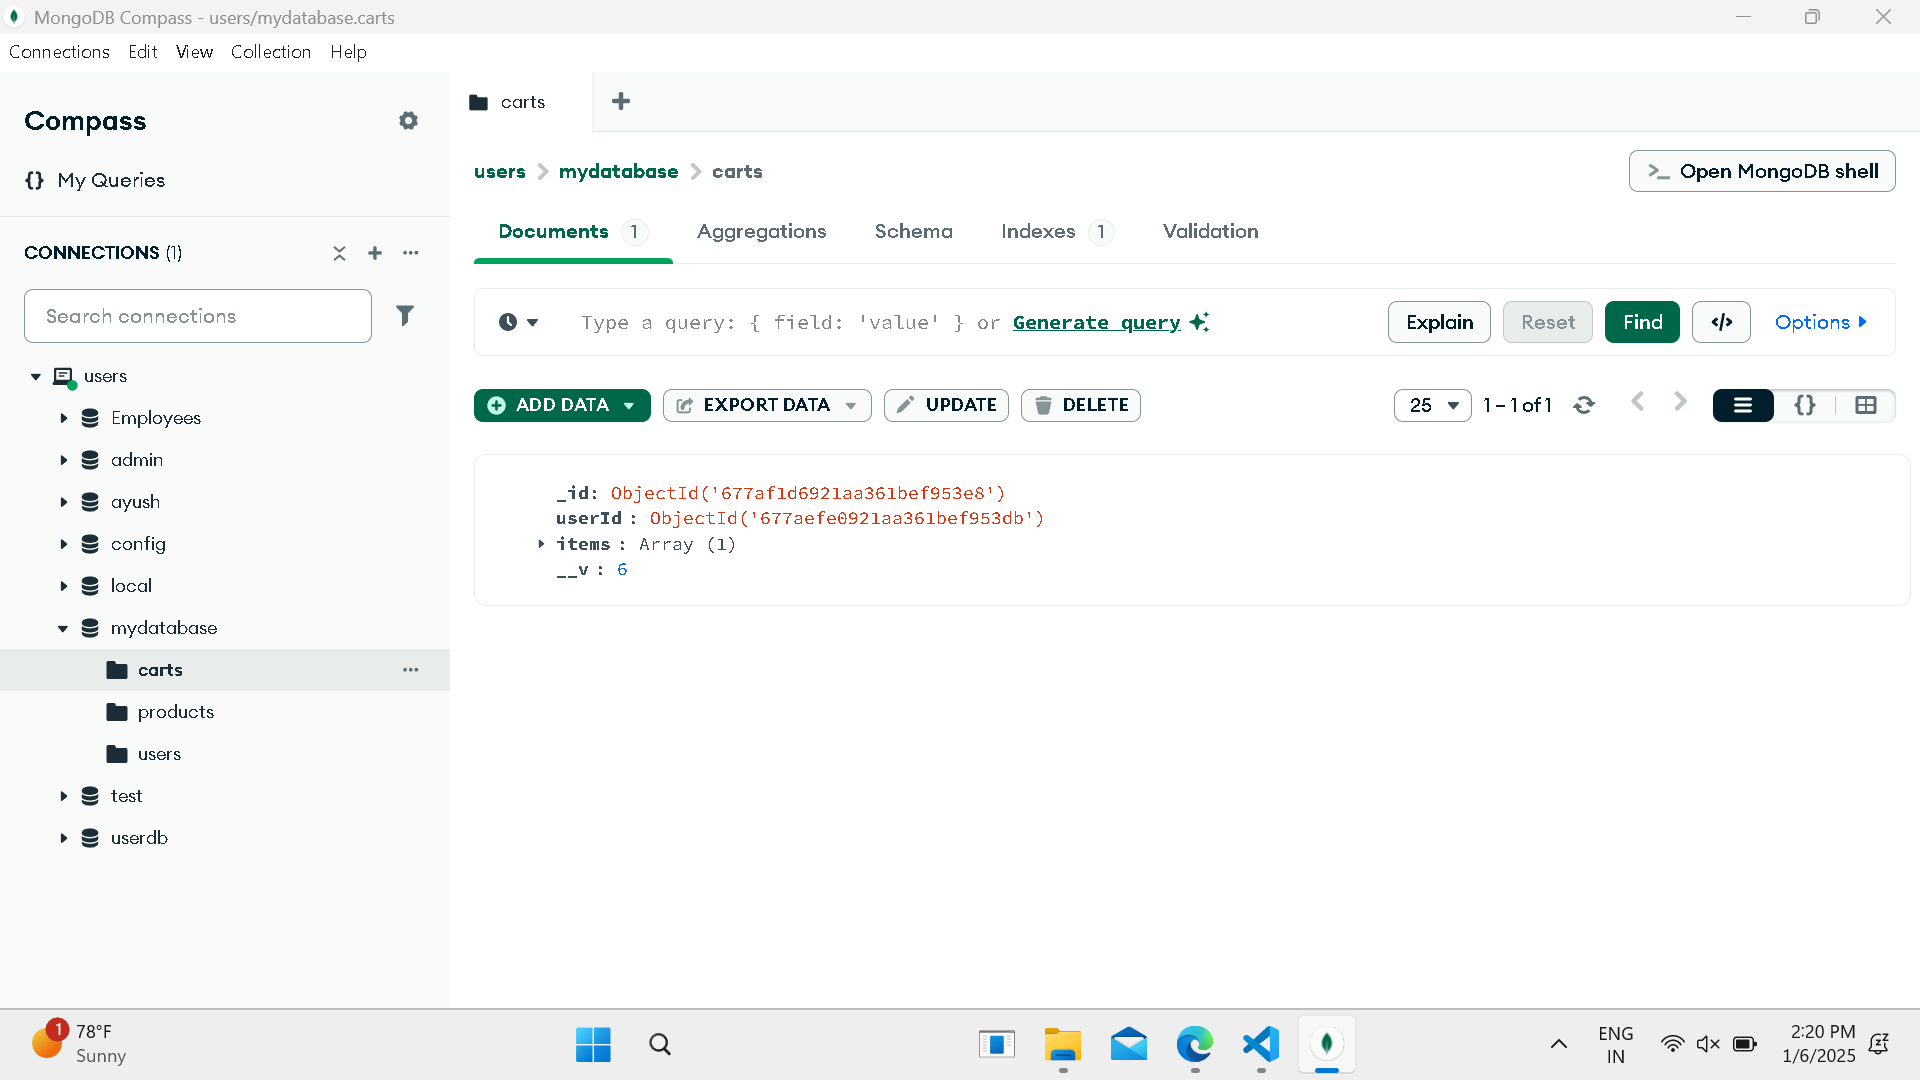 MongoDB Compass - users/mydatabase.carts
Connections Edit View Collection Help
Compass
{} My Queries
CONNECTIONS (1)
Search connections
users
Employees
admin
ayush
config
local
mydatabase
carts
products
users
test
userdb
carts
users > mydatabase > carts
>_ Open MongoDB shell
Documents 1 Aggregations Schema Indexes 1 Validation
Type a query: { field: 'value' } or Generate query
Explain Reset Find </> Options
ADD DATA EXPORT DATA UPDATE DELETE
25 1 – 1 of 1 {}
_id: ObjectId('677af1d6921aa361bef953e8')
userId : ObjectId('677aefe0921aa361bef953db')
items : Array (1)
__v : 6
1
78°F
Sunny
ENG
IN
2:20 PM
1/6/2025